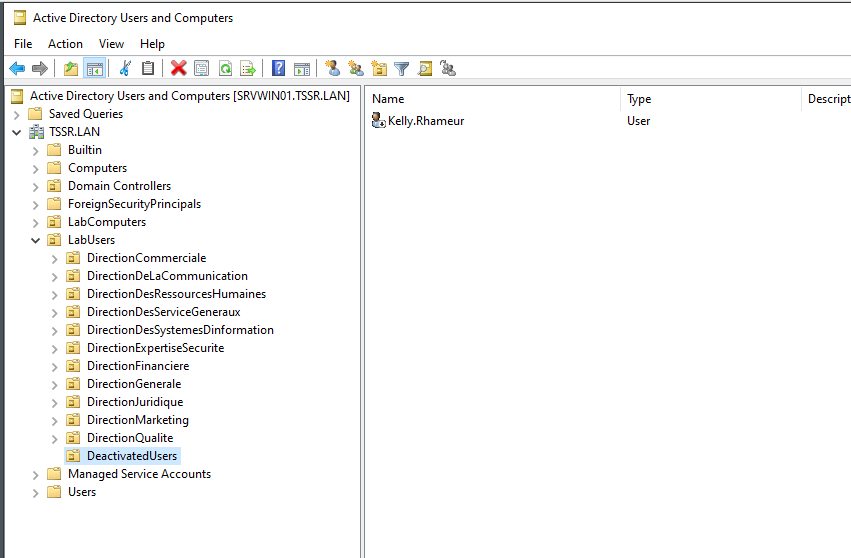 Active Directory Users and Computers
File Action View Help
Active Directory Users and Computers [SRVWIN01.TSSR.LAN]
Saved Queries
TSSR.LAN
Builtin
Computers
Domain Controllers
ForeignSecurityPrincipals
LabComputers
LabUsers
DirectionCommerciale
DirectionDeLaCommunication
DirectionDesRessourcesHumaines
DirectionDesServiceGeneraux
DirectionDesSystemesDinformation
DirectionExpertiseSecurite
DirectionFinanciere
DirectionGenerale
DirectionJuridique
DirectionMarketing
DirectionQualite
DeactivatedUsers
Managed Service Accounts
Users
Name Type Descript
Kelly.Rhameur User